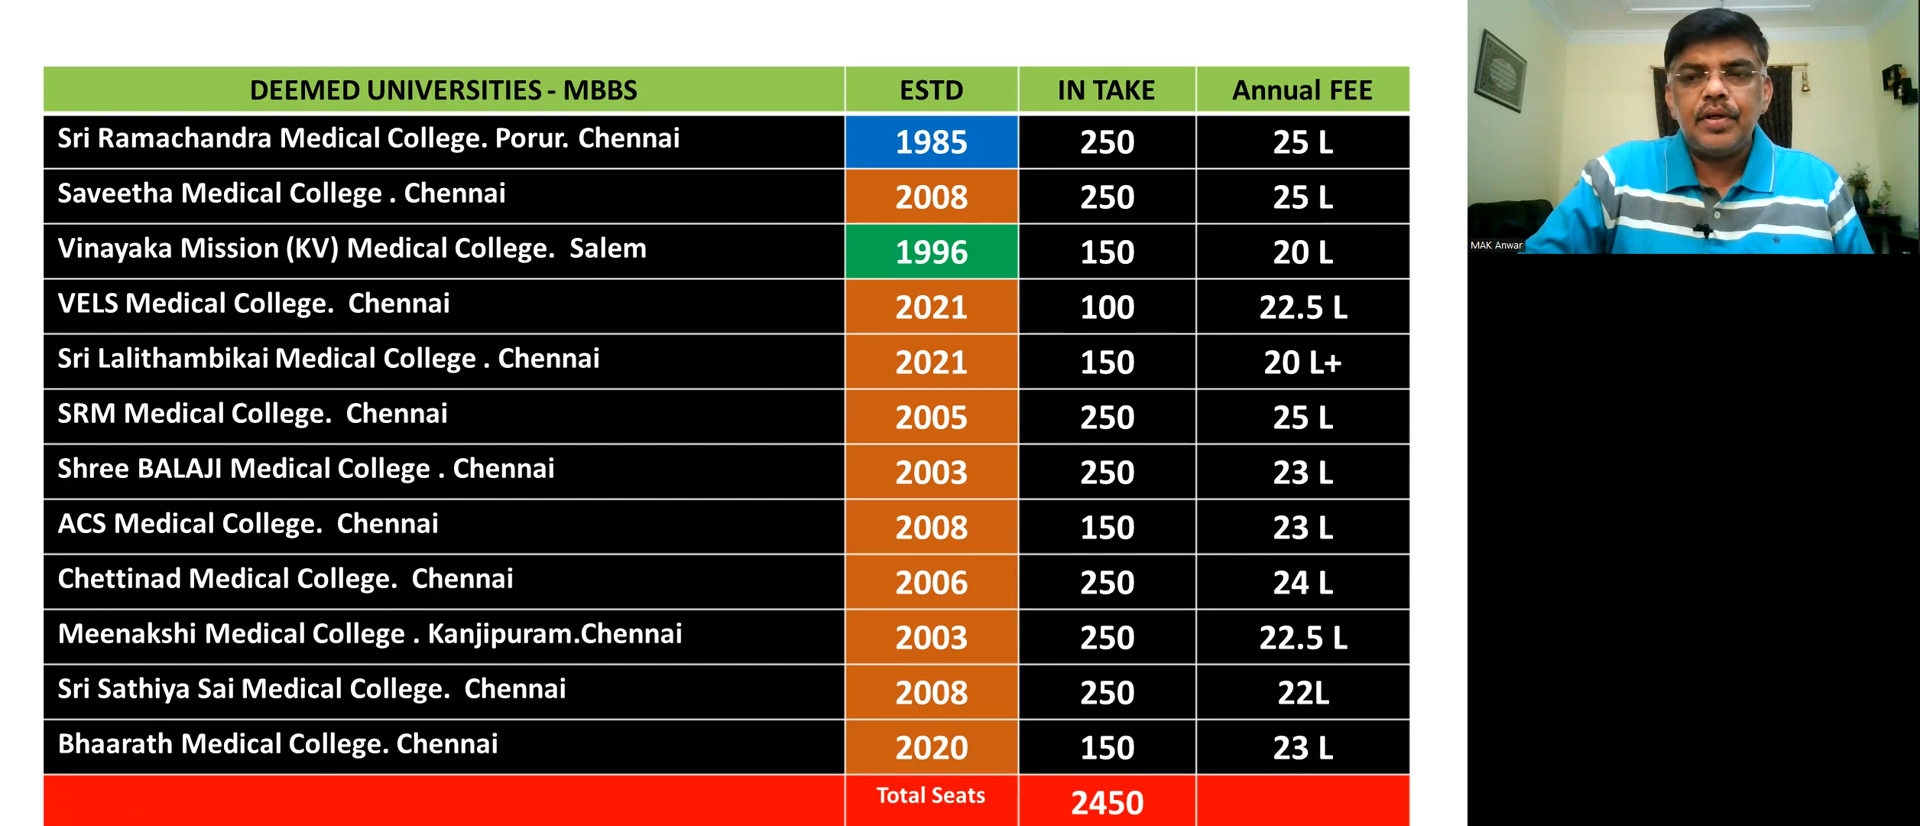 DEEMED UNIVERSITIES - MBBS ESTD IN TAKE Annual FEE
Sri Ramachandra Medical College. Porur. Chennai 1985 250 25 L
Saveetha Medical College . Chennai 2008 250 25 L
Vinayaka Mission (KV) Medical College. Salem 1996 150 20 L
VELS Medical College. Chennai 2021 100 22.5 L
Sri Lalithambikai Medical College . Chennai 2021 150 20 L+
SRM Medical College. Chennai 2005 250 25 L
Shree BALAJI Medical College . Chennai 2003 250 23 L
ACS Medical College. Chennai 2008 150 23 L
Chettinad Medical College. Chennai 2006 250 24 L
Meenakshi Medical College . Kanjipuram.Chennai 2003 250 22.5 L
Sri Sathiya Sai Medical College. Chennai 2008 250 22L
Bhaarath Medical College. Chennai 2020 150 23 L
Total Seats 2450
MAK Anwar